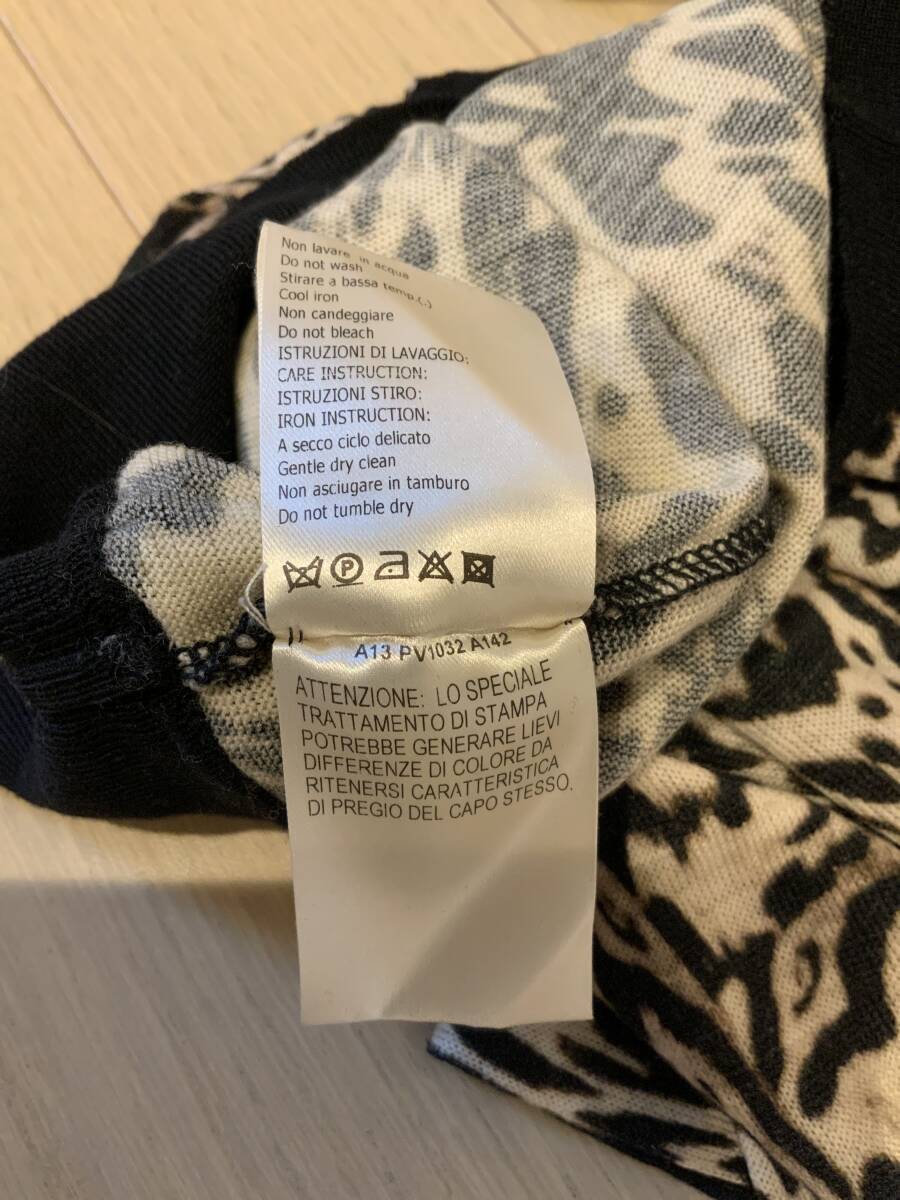 Non lavare in acqua
Do not wash
Stirare a bassa temp.(.)
Cool iron
Non candeggiare
Do not bleach
ISTRUZIONI DI LAVAGGIO:
CARE INSTRUCTION:
ISTRUZIONI STIRO:
IRON INSTRUCTION:
A secco ciclo delicato
Gentle dry clean
Non asciugare in tamburo
Do not tumble dry
P
A13 PV1032 A142
ATTENZIONE: LO SPECIALE
TRATTAMENTO DI STAMPA
POTREBBE GENERARE LIEVI
DIFFERENZE DI COLORE DA
RITENERSI CARATTERISTICA
DI PREGIO DEL CAPO STESSO.